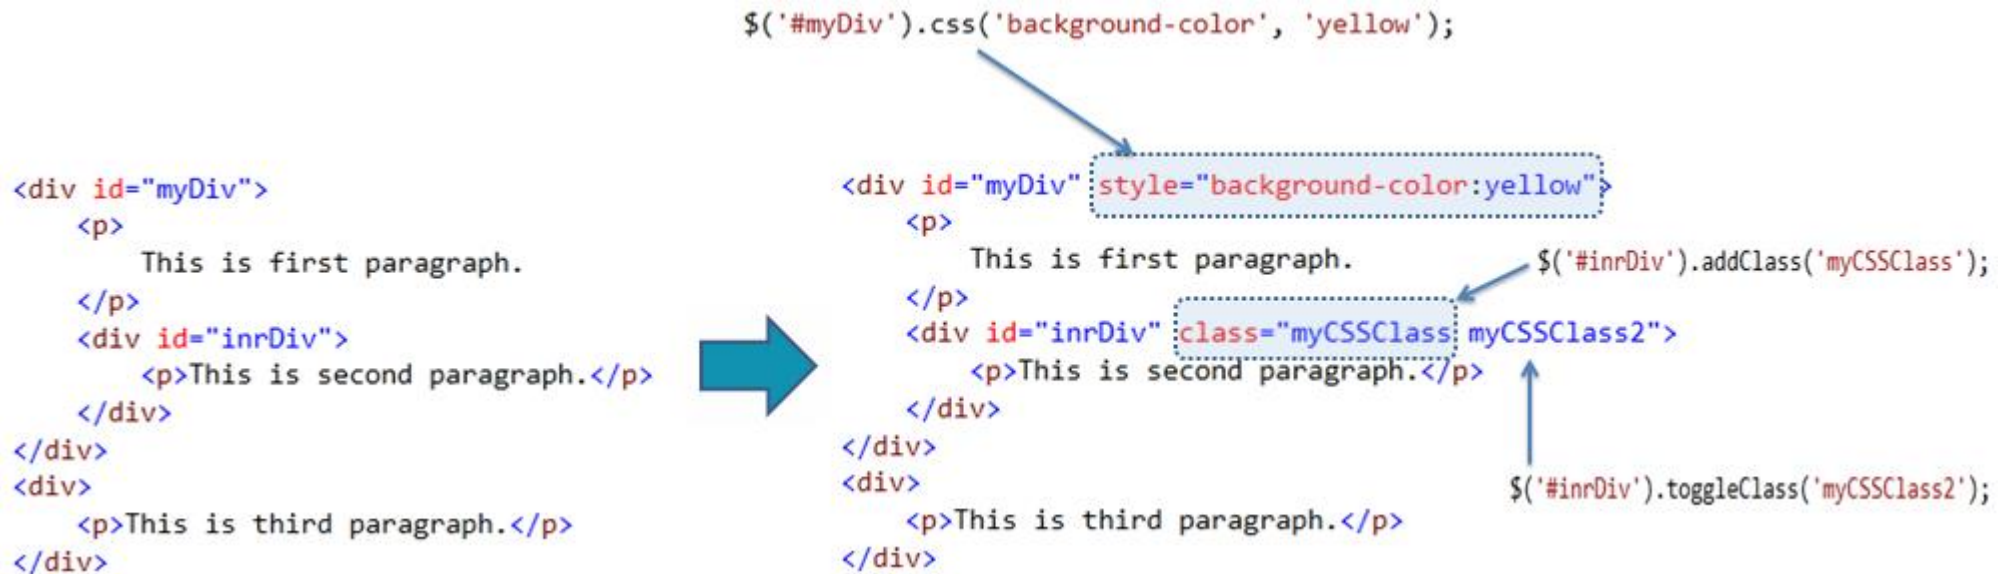 $('#myDiv').css('background-color', 'yellow');
<div id="myDiv">
<p>
This is first paragraph.
</p>
<div id="inrDiv">
<p>This is second paragraph.</p>
</div>
</div>
<div>
<p>This is third paragraph.</p>
</div>
<div id="myDiv" style="background-color:yellow">
<p>
This is first paragraph.
</p>
<div id="inrDiv" class="myCSSClass myCSSClass2">
<p>This is second paragraph.</p>
</div>
</div>
<div>
<p>This is third paragraph.</p>
</div>
$('#inrDiv').addClass('myCSSClass');
$('#inrDiv').toggleClass('myCSSClass2');